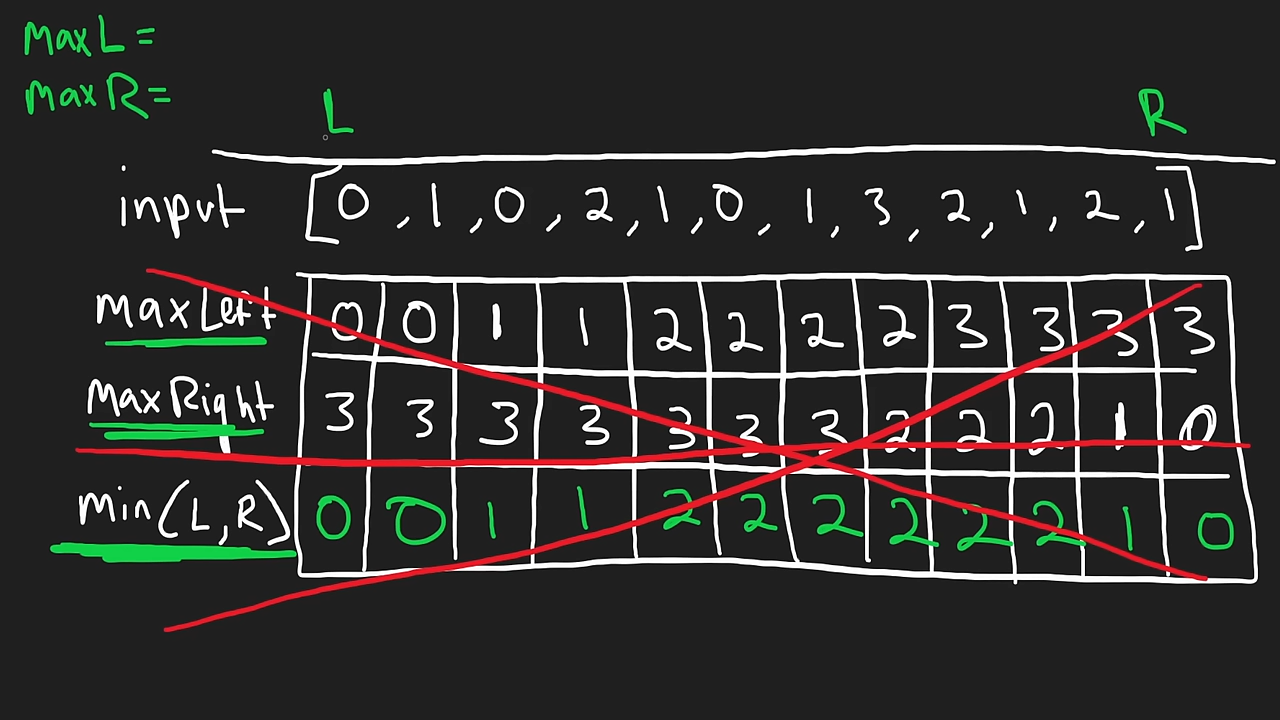 maxL =
maxR =
L R
input [0, 1, 0, 2, 1, 0, 1, 3, 2, 1, 2, 1]
maxLeft 0 0 1 1 2 2 2 2 3 3 3 3
MaxRight 3 3 3 3 3 3 3 2 2 2 1 0
min(L,R) 0 0 1 1 2 2 2 2 2 2 1 0